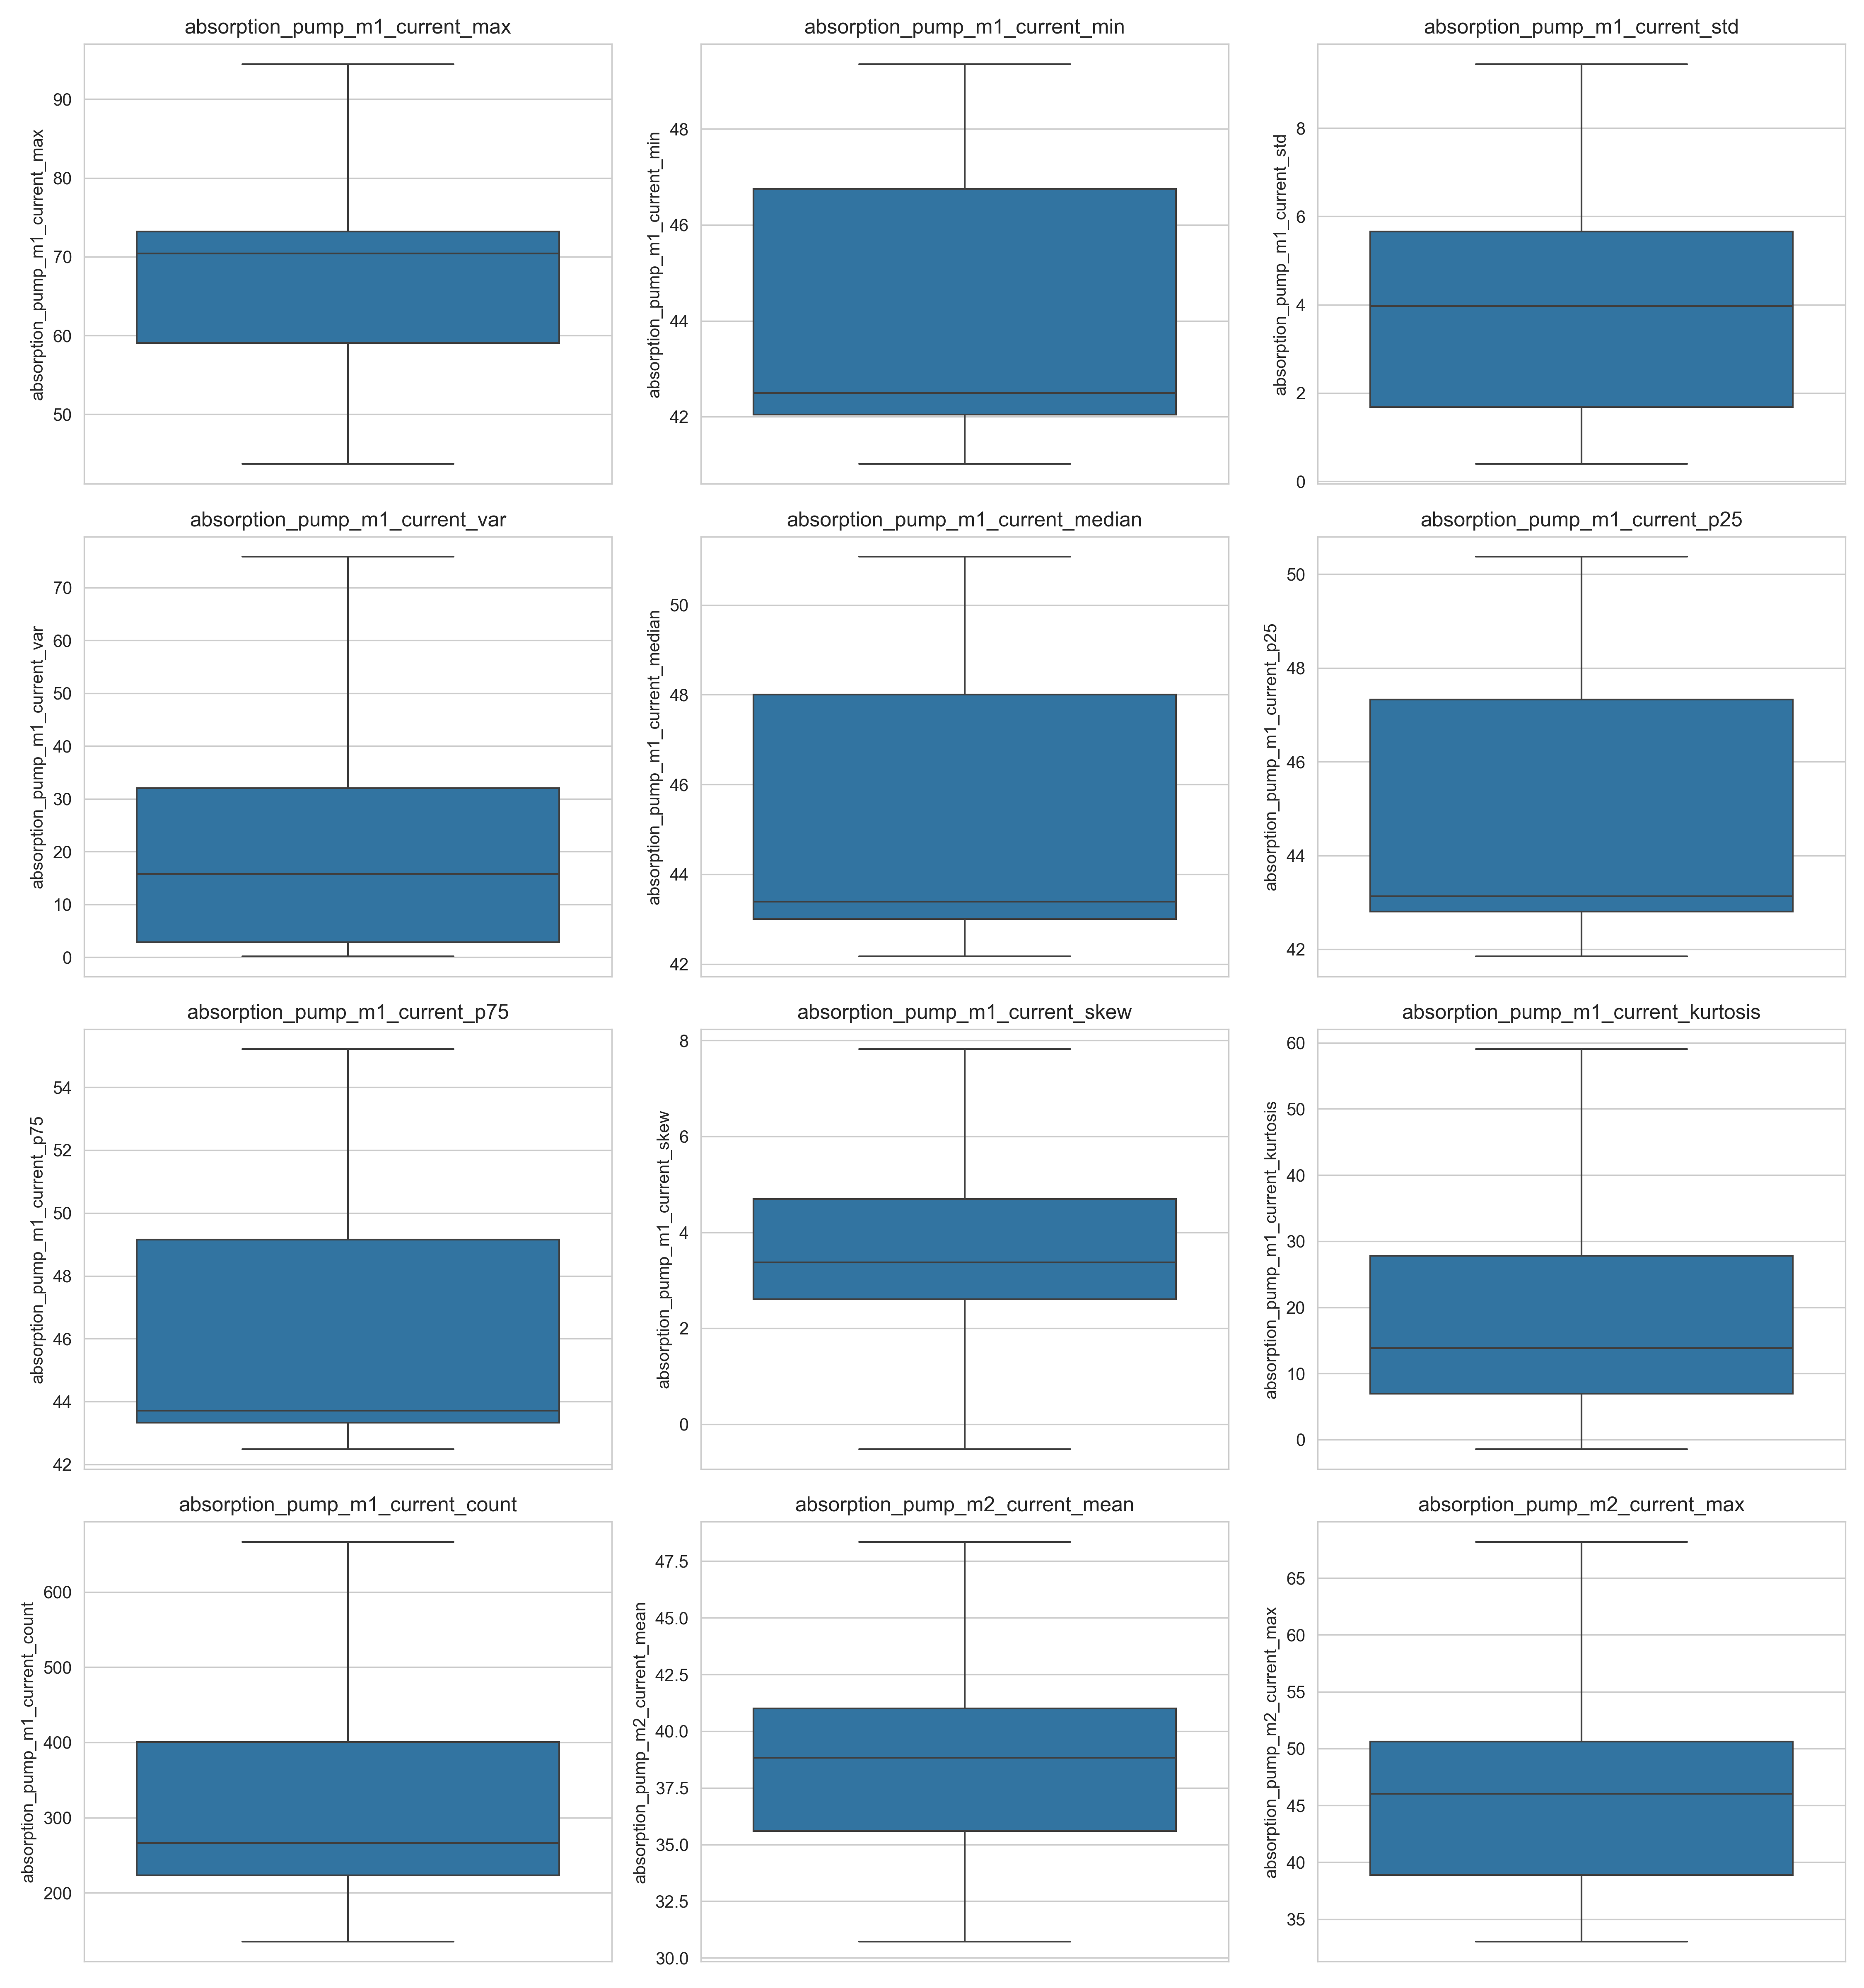 absorption_pump_m1_current_max
absorption_pump_m1_current_max
90
80
70
60
50
absorption_pump_m1_current_min
absorption_pump_m1_current_min
48
46
44
42
absorption_pump_m1_current_std
absorption_pump_m1_current_std
8
6
4
2
0
absorption_pump_m1_current_var
absorption_pump_m1_current_var
70
60
50
40
30
20
10
0
absorption_pump_m1_current_median
absorption_pump_m1_current_median
50
48
46
44
42
absorption_pump_m1_current_p25
absorption_pump_m1_current_p25
50
48
46
44
42
absorption_pump_m1_current_p75
absorption_pump_m1_current_p75
54
52
50
48
46
44
42
absorption_pump_m1_current_skew
absorption_pump_m1_current_skew
8
6
4
2
0
absorption_pump_m1_current_kurtosis
absorption_pump_m1_current_kurtosis
60
50
40
30
20
10
0
absorption_pump_m1_current_count
absorption_pump_m1_current_count
600
500
400
300
200
absorption_pump_m2_current_mean
absorption_pump_m2_current_mean
47.5
45.0
42.5
40.0
37.5
35.0
32.5
30.0
absorption_pump_m2_current_max
absorption_pump_m2_current_max
65
60
55
50
45
40
35